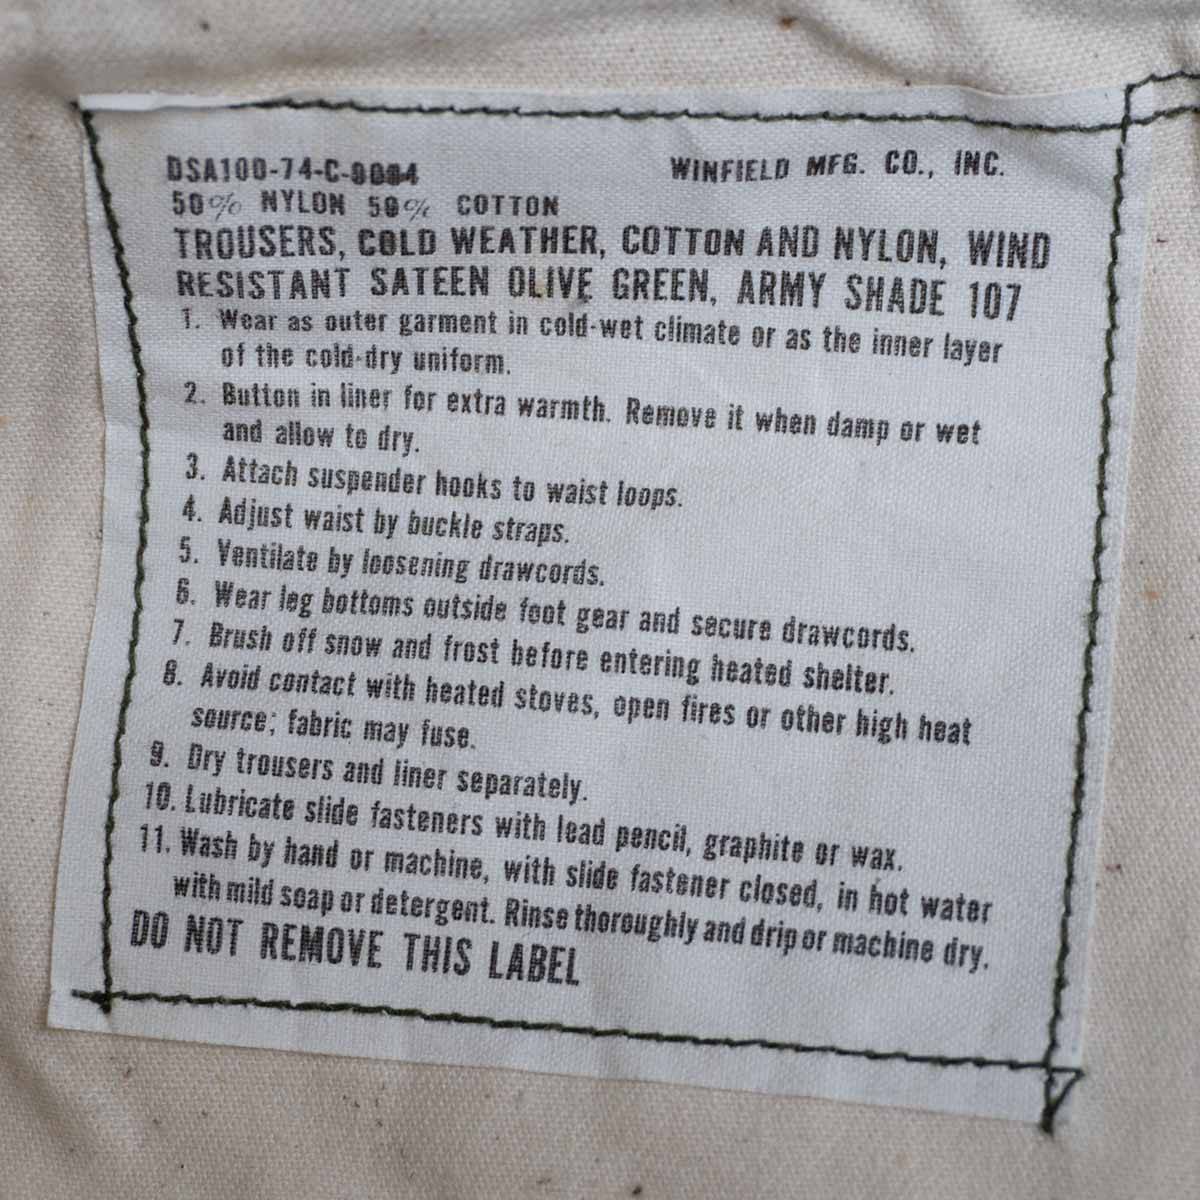 DSA100-74-C-0004 WINFIELD MFG. CO., INC.
50% NYLON 50% COTTON
TROUSERS, COLD WEATHER, COTTON AND NYLON, WIND
RESISTANT SATEEN OLIVE GREEN, ARMY SHADE 107
1. Wear as outer garment in cold-wet climate or as the inner layer
of the cold-dry uniform.
2. Button in liner for extra warmth. Remove it when damp or wet
and allow to dry.
3. Attach suspender hooks to waist loops.
4. Adjust waist by buckle straps.
5. Ventilate by loosening drawcords.
6. Wear leg bottoms outside foot gear and secure drawcords.
7. Brush off snow and frost before entering heated shelter.
8. Avoid contact with heated stoves, open fires or other high heat
source; fabric may fuse.
9. Dry trousers and liner separately.
10. Lubricate slide fasteners with lead pencil, graphite or wax.
11. Wash by hand or machine, with slide fastener closed, in hot water
with mild soap or detergent. Rinse thoroughly and drip or machine dry.
DO NOT REMOVE THIS LABEL